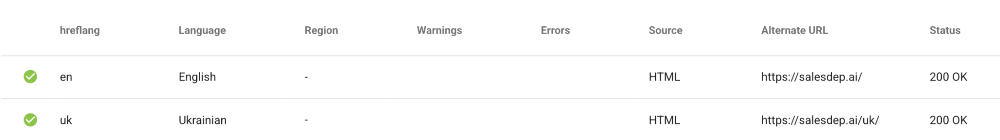 hreflang Language Region Warnings Errors Source Alternate URL Status
en English - HTML https://salesdep.ai/ 200 OK
uk Ukrainian - HTML https://salesdep.ai/uk/ 200 OK